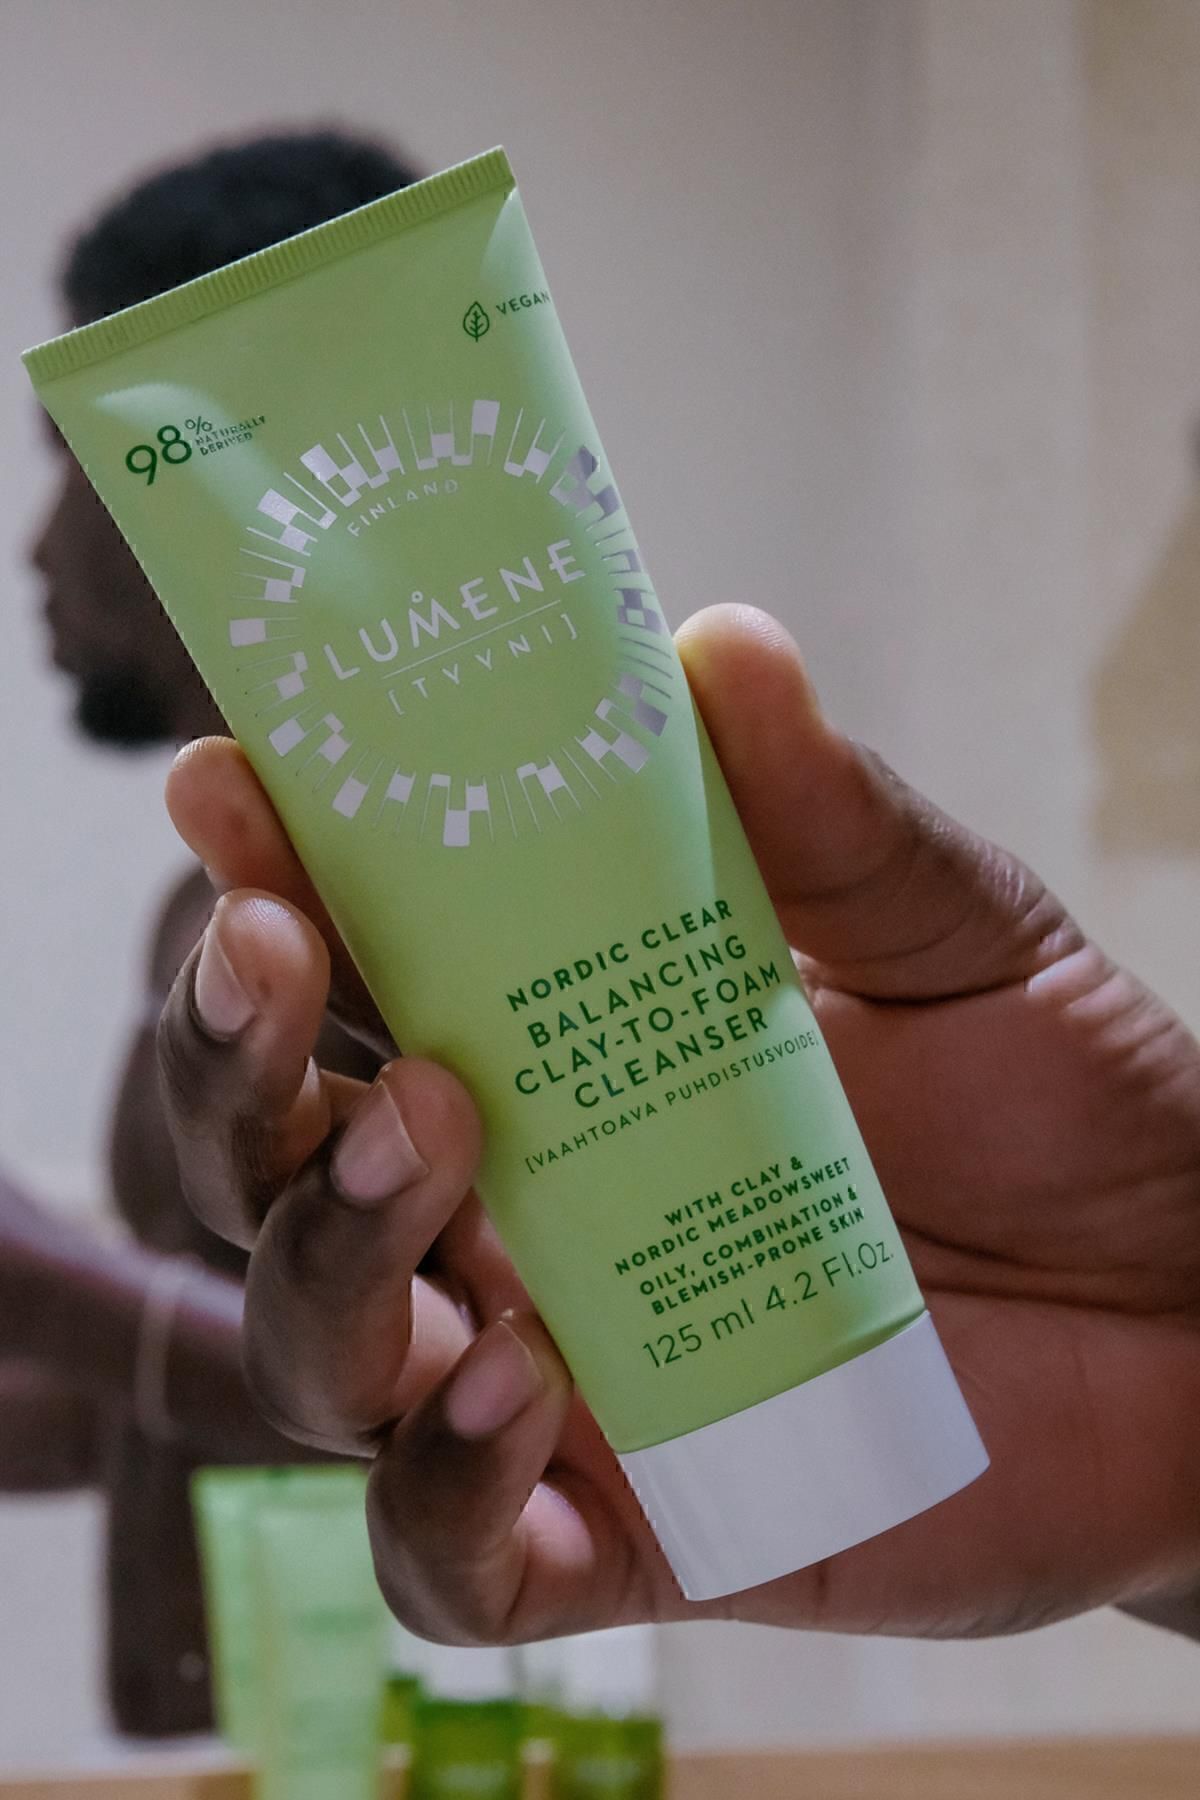 VEGAN
98% NATURALLY
DERIVED
FINLAND
LUMENE
[TYYNI]
NORDIC CLEAR
BALANCING
CLAY-TO-FOAM
CLEANSER
[VAAHTOAVA PUHDISTUSVOIDE]
WITH CLAY &
NORDIC MEADOWSWEET
OILY, COMBINATION &
BLEMISH-PRONE SKIN
125 ml 4.2 Fl.Oz.